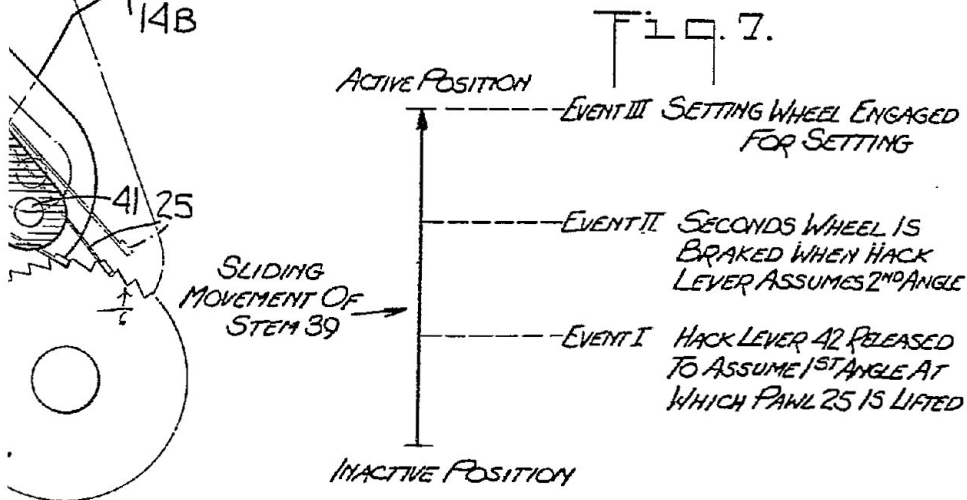 14B
Fig. 7.
ACTIVE POSITION
EVENT III SETTING WHEEL ENGAGED
FOR SETTING
41 25
EVENT II SECONDS WHEEL IS
BRAKED WHEN HACK
LEVER ASSUMES 2ND ANGLE
SLIDING
MOVEMENT OF
STEM 39
EVENT I HACK LEVER 42 RELEASED
TO ASSUME 1ST ANGLE AT
WHICH PAWL 25 IS LIFTED
INACTIVE POSITION